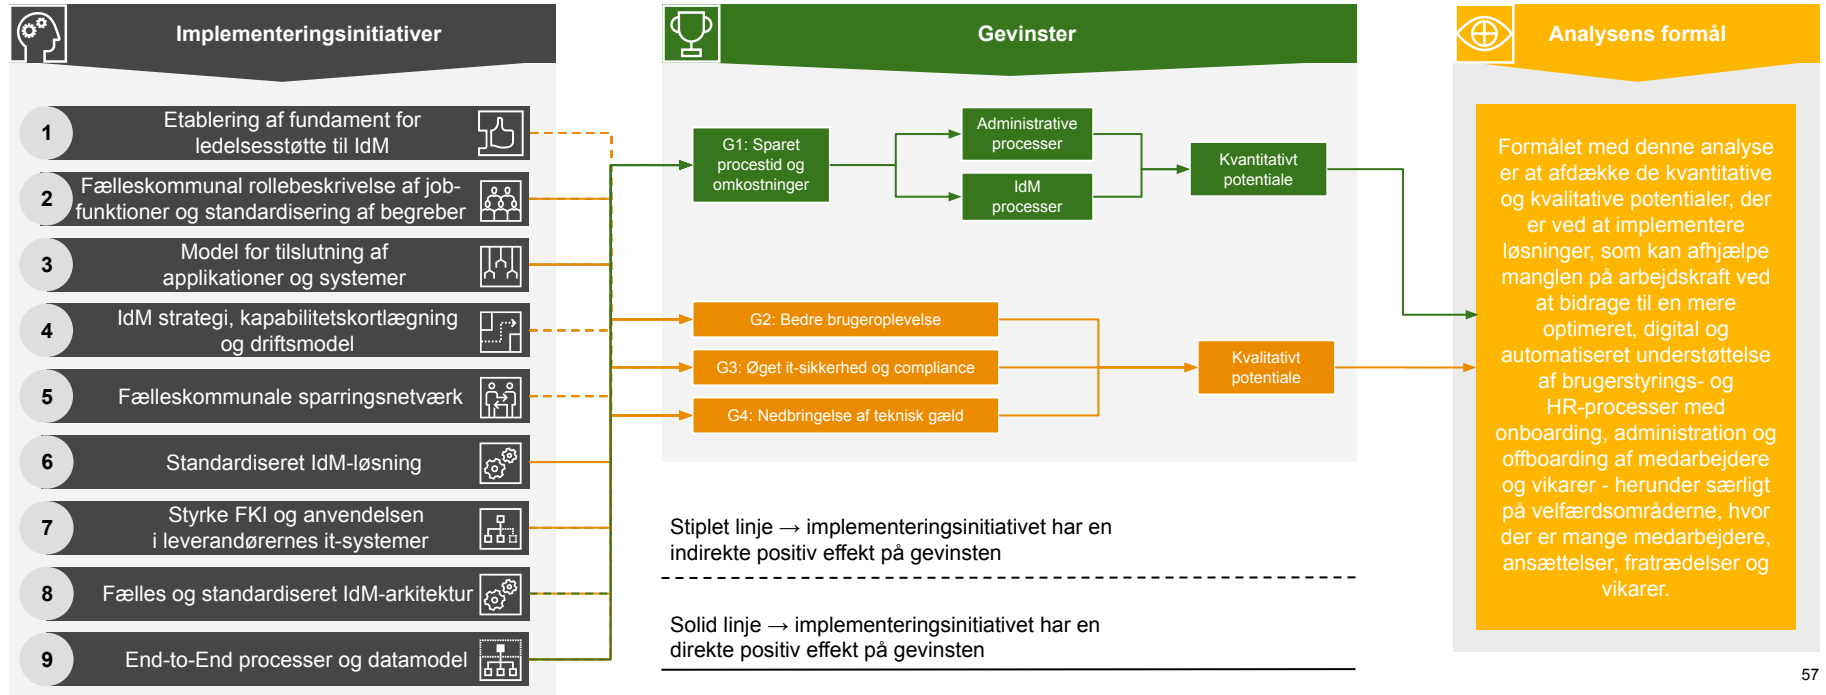 Implementeringsinitiativer
1
Etablering af fundament for
ledelsesstøtte til IdM
2
Fælleskommunal rollebeskrivelse af job-
funktioner og standardisering af begreber
3
Model for tilslutning af
applikationer og systemer
4
IdM strategi, kapabilitetskortlægning
og driftsmodel
5
Fælleskommunale sparringsnetværk
6
Standardiseret IdM-løsning
7
Styrke FKI og anvendelsen
i leverandørernes it-systemer
8
Fælles og standardiseret IdM-arkitektur
9
End-to-End processer og datamodel
Gevinster
G1: Sparet
procestid og
omkostninger
Administrative
processer
IdM
processer
Kvantitativt
potentiale
G2: Bedre brugeroplevelse
G3: Øget it-sikkerhed og compliance
G4: Nedbringelse af teknisk gæld
Kvalitativt
potentiale
Stiplet linje → implementeringsinitiativet har en
indirekte positiv effekt på gevinsten
Solid linje → implementeringsinitiativet har en
direkte positiv effekt på gevinsten
Analysens formål
Formålet med denne analyse
er at afdække de kvantitative
og kvalitative potentialer, der
er ved at implementere
løsninger, som kan afhjælpe
manglen på arbejdskraft ved
at bidrage til en mere
optimeret, digital og
automatiseret understøttelse
af brugerstyrings- og
HR-processer med
onboarding, administration og
offboarding af medarbejdere
og vikarer - herunder særligt
på velfærdsområderne, hvor
der er mange medarbejdere,
ansættelser, fratrædelser og
vikarer.
57